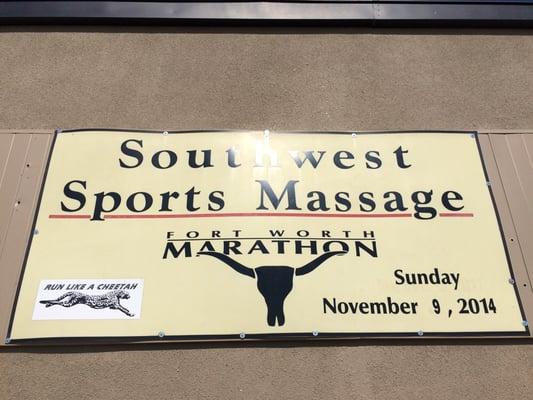 Southwest
Sports Massage
FORT WORTH
MARATHON
RUN LIKE A CHEETAH
Sunday
November 9, 2014